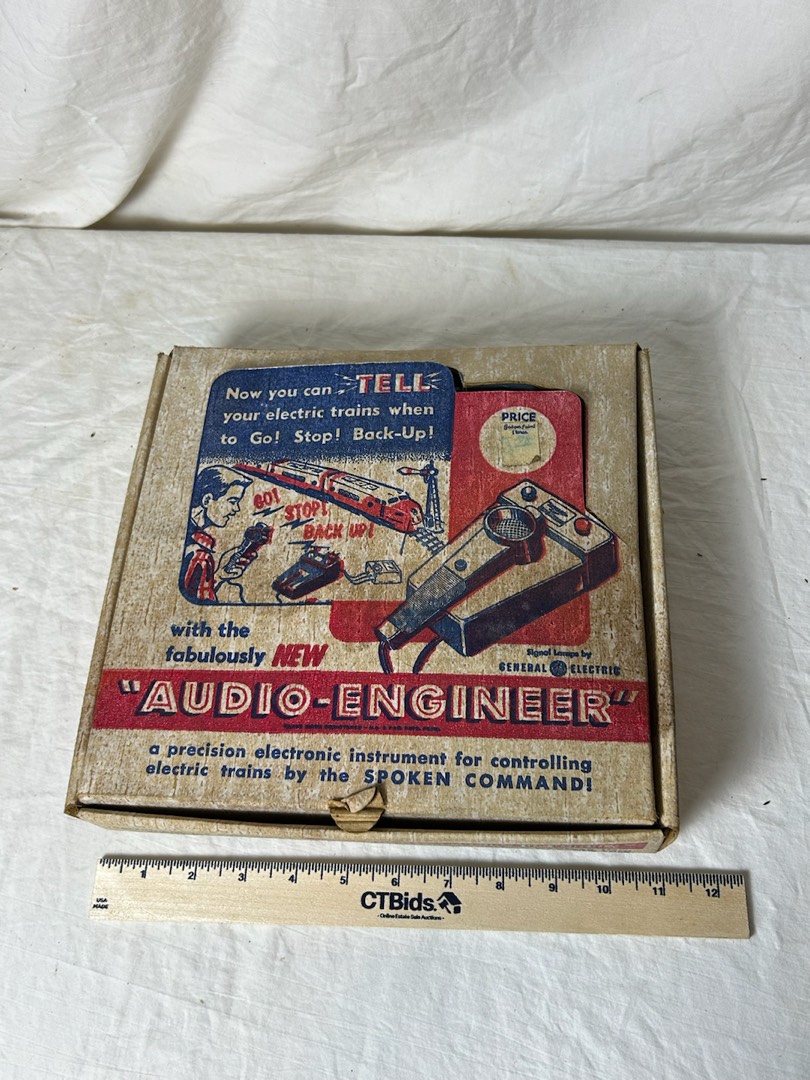 Now you can TELL
your electric trains when
to Go! Stop! Back-Up!
PRICE
GO!
STOP!
BACK UP!
with the
fabulously NEW
Signal Lamps by
GENERAL GE ELECTRIC
"AUDIO-ENGINEER"
a precision electronic instrument for controlling
electric trains by the SPOKEN COMMAND!
1 2 3 4 5 6 7 8 9 10 11 12
USA
MADE
CTBids.
- Online Estate Sale Auctions -